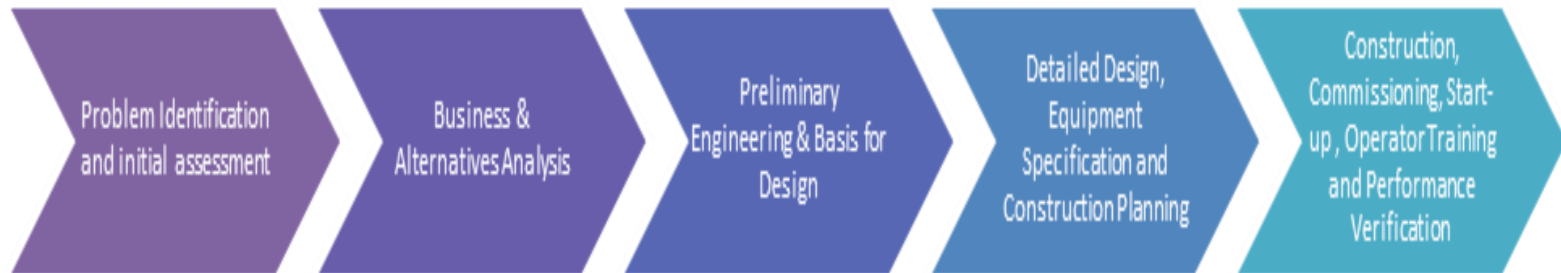 Problem Identification
and initial assessment
Business &
Alternatives Analysis
Preliminary
Engineering & Basis for
Design
Detailed Design,
Equipment
Specification and
Construction Planning
Construction,
Commissioning, Start-
up , Operator Training
and Performance
Verification